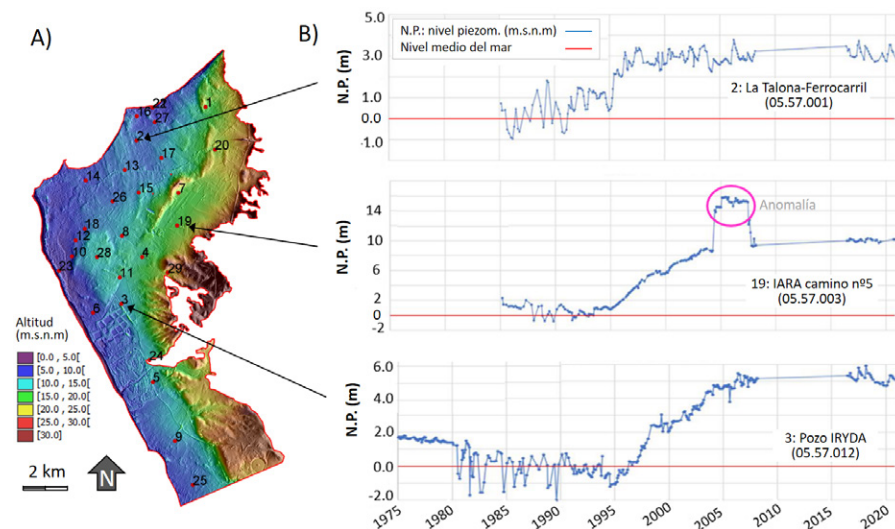 A)
B)
Altitud
(m.s.n.m)
[0.0 , 5.0[
[5.0 , 10.0[
[10.0 , 15.0[
[15.0 , 20.0[
[20.0 , 25.0[
[25.0 , 30.0[
[30.0]
2 km
N
1
22
16
27
2
20
17
13
14
15
7
26
19
18
8
12
10
28
4
23
29
11
3
6
24
5
9
25
N.P. (m)
5.0
3.0
1.0
0.0
-1.0
N.P.: nivel piezom. (m.s.n.m)
Nivel medio del mar
2: La Talona-Ferrocarril
(05.57.001)
N.P. (m)
14
10
6
2
0
-2
Anomalía
19: IARA camino nº5
(05.57.003)
N.P. (m)
6.0
4.0
2.0
0.0
-2.0
3: Pozo IRYDA
(05.57.012)
1975
1980
1985
1990
1995
2000
2005
2010
2015
2020